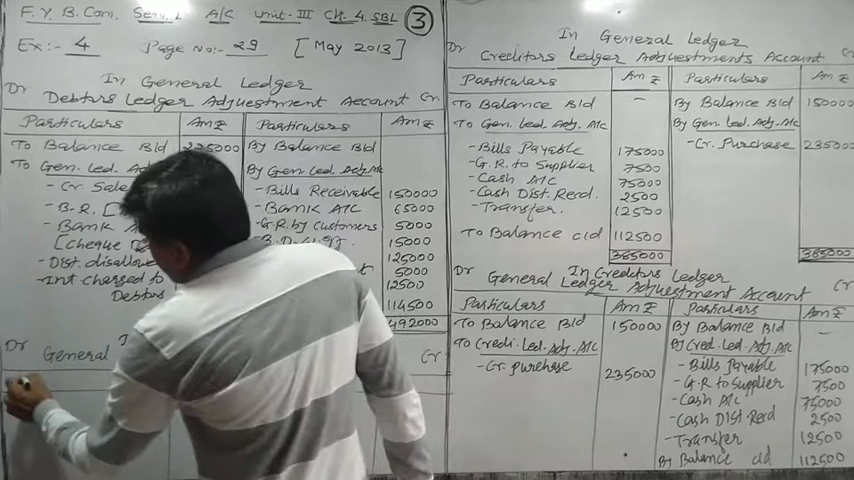 F. Y. B. Com. Sem. I A/C Unit-III Ch. 4. SBL 3
Ex:- 4 Page No:- 29 [May 2013]
In General Ledger
Dr Debtors Ledger Adjustment Account Cr
Particulars Am ₹ Particulars Am ₹
To Balance B|d By Balance B|d
To Gen. Led. By Gen. Led. Adj. A|c
- Cr. Sale - Bills Receivable 150000
- B.R. - Bank A|c 65000
- Bank - G.R. by Customers 5000
[Cheque 15000
- Dist. disallowe 125000
- Int. charged to 5000
Debtors 12500
114500
492000
Dr General Cr
In General Ledger
Dr Creditors Ledger Adjustments Account Cr
Particulars Am ₹ Particulars Am ₹
To Balance B|d — By Balance B|d 150000
To Gen. Led. Adj. A|c By Gen. Led. Adj. A|c
- Bills Payable 175000 - Cr. Purchase 235000
- G.R. to Supplier 7500
- Cash A|c 75000
- Cash Dist. Recd. 2500
- Transfer. 12500
To Balance c|d 112500
385000 385000
In Creditors Ledger
Dr General Ledger Adjustment Account Cr
Particulars Am ₹ Particulars Am ₹
To Balance B|d 150000 By Balance B|d —
To Credi. Led. Adj. A|c By Cred. Led. Adj. A|c
- Cr. Purchase 235000 - Bills Payable 175000
- G.R to Supplier 7500
- Cash A|c 75000
- Cash Dist Recd 2500
- Transfer 12500
By Balance c|d 112500